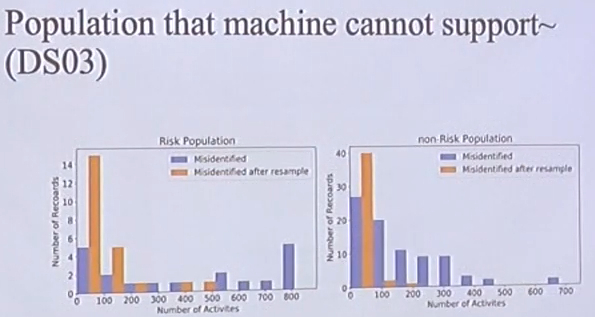 Population that machine cannot support~
(DS03)
Risk Population
Misidentified
Misidentified after resample
Number of Recoards
14
12
10
8
6
4
2
0
0 100 200 300 400 500 600 700 800
Number of Activites
non-Risk Population
Misidentified
Misidentified after resample
Number of Recoards
40
30
20
10
0
0 100 200 300 400 500 600 700
Number of Activites